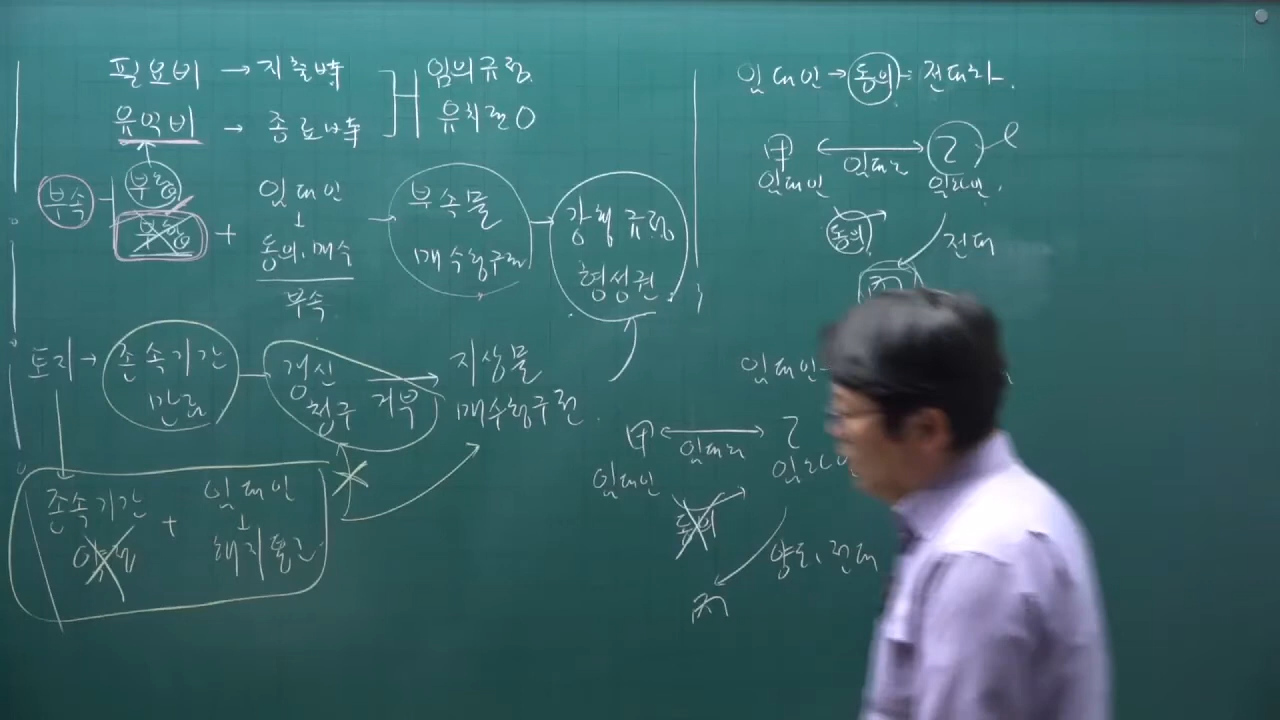 필요비 → 지출배수
유익비 → 종료배수
임의규정
유치권 O
부속
임대인
↓
동의, 매수
부속
+
부속물
매수청구권
강행규정
형성권
토지 → 존속기간
만료
갱신
청구 거부
지상물
매수청구권
존속기간
약정
+
임대인
↓
해지통고
임대인 → 동의 전대차
甲
임대인
임대차
乙
임차인
동의
전대
丙
임대인
甲
임대인
임대차
乙
동의
양도, 전대
丙